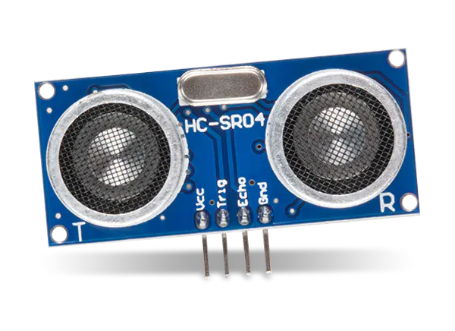 HC-SR04
Vcc
Trig
Echo
Gnd
T
R